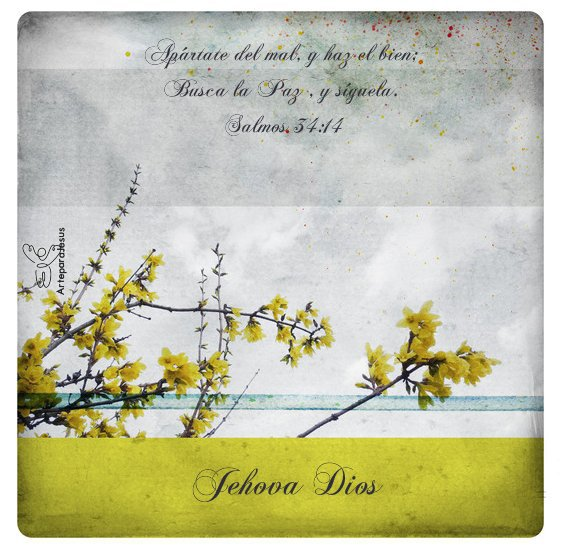 Apártate del mal, y haz el bien;
Busca la Paz , y síguela.
Salmos 34:14
ArteparaJesus
Jehova Dios